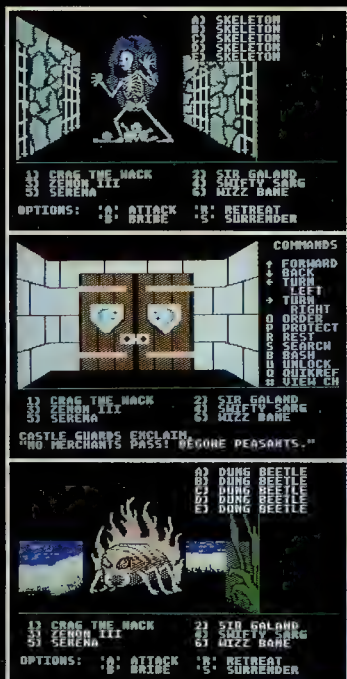 A) SKELETON
B) SKELETON
C) SKELETON
D) SKELETON
E) SKELETON
1) CRAG THE HACK 2) SIR GALAND
3) ZENON III 4) SWIFTY SARG
5) SERENA 6) WIZZ BANE
OPTIONS: 'A' ATTACK 'R' RETREAT
'B' BRIBE 'S' SURRENDER
COMMANDS
↑ FORWARD
↓ BACK
← TURN
LEFT
→ TURN
RIGHT
O ORDER
P PROTECT
R REST
S SEARCH
B BASH
U UNLOCK
Q QUIKREF
# VIEW CH
1) CRAG THE HACK 2) SIR GALAND
3) ZENON III 4) SWIFTY SARG
5) SERENA 6) WIZZ BANE
CASTLE GUARDS EXCLAIM,
"NO MERCHANTS PASS! BEGONE PEASANTS."
A) DUNG BEETLE
B) DUNG BEETLE
C) DUNG BEETLE
D) DUNG BEETLE
E) DUNG BEETLE
1) CRAG THE HACK 2) SIR GALAND
3) ZENON III 4) SWIFTY SARG
5) SERENA 6) WIZZ BANE
OPTIONS: 'A' ATTACK 'R' RETREAT
'B' BRIBE 'S' SURRENDER